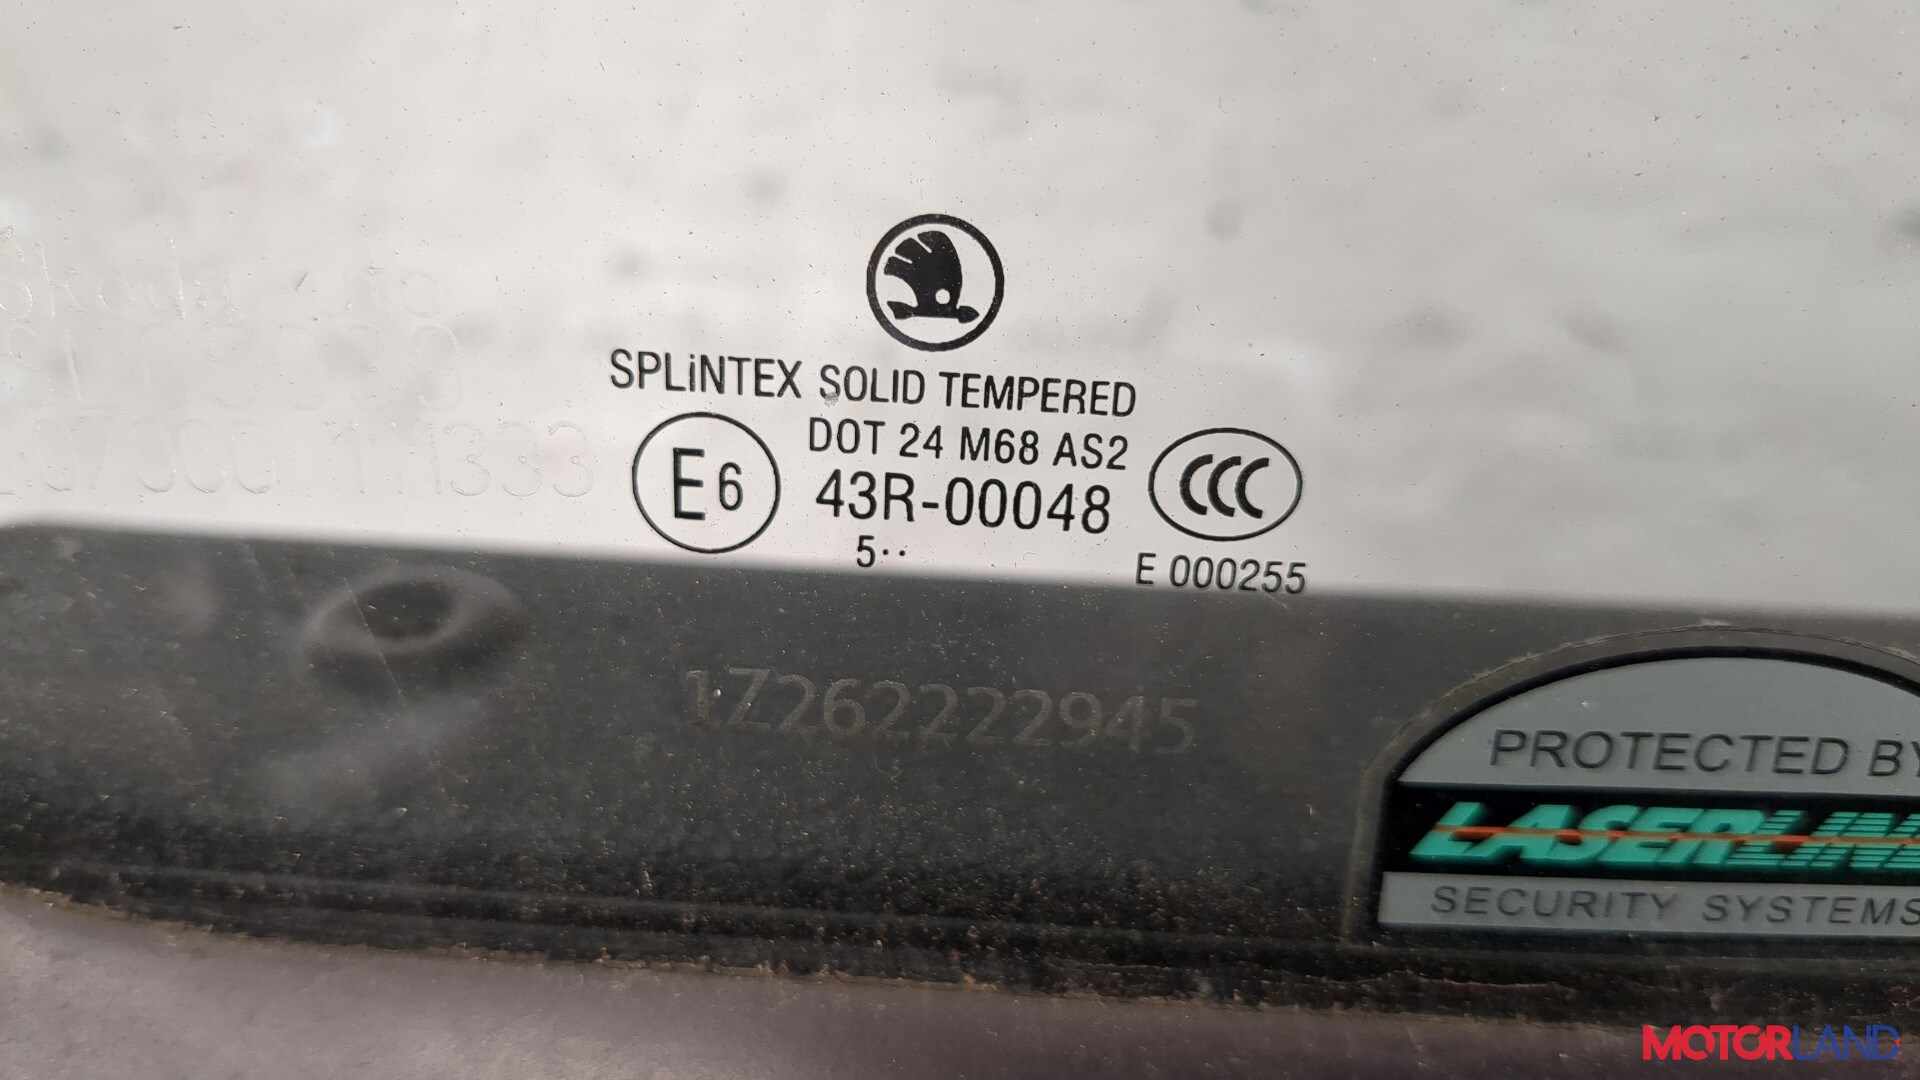 SPLiNTEX SOLID TEMPERED
DOT 24 M68 AS2
E6
43R-00048
CCC
5··
E 000255
1Z262222945
PROTECTED BY
LASERLINE
SECURITY SYSTEMS
MOTORLAND